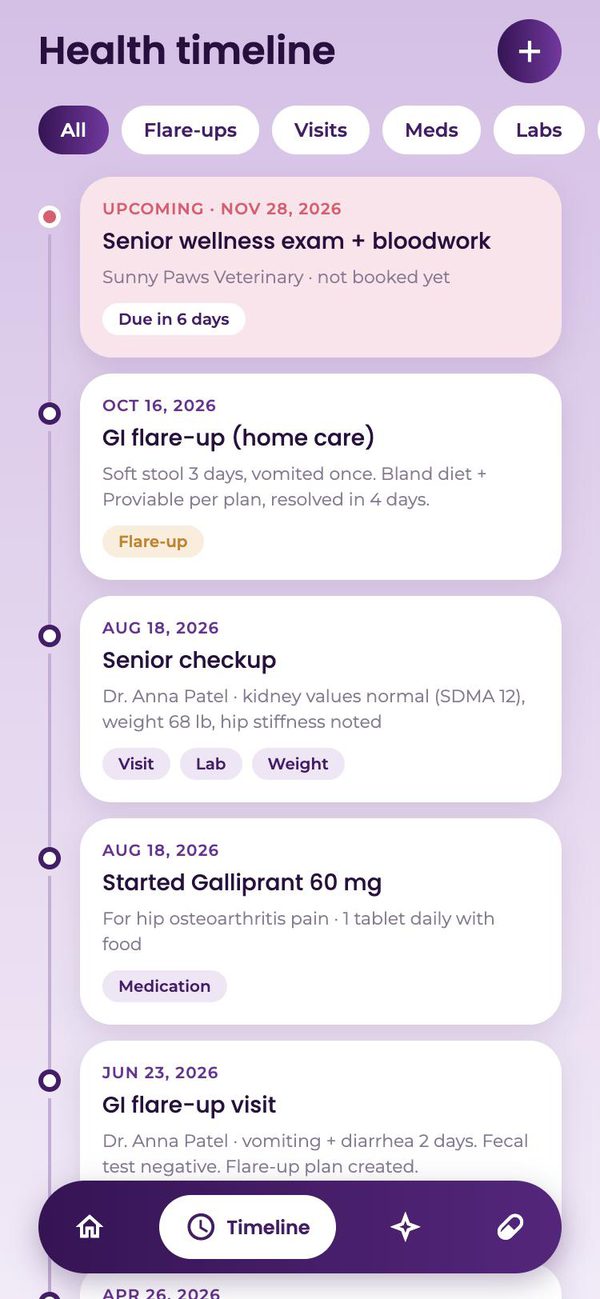 Health timeline
All
Flare-ups
Visits
Meds
Labs
UPCOMING · NOV 28, 2026
Senior wellness exam + bloodwork
Sunny Paws Veterinary · not booked yet
Due in 6 days
OCT 16, 2026
GI flare-up (home care)
Soft stool 3 days, vomited once. Bland diet +
Proviable per plan, resolved in 4 days.
Flare-up
AUG 18, 2026
Senior checkup
Dr. Anna Patel · kidney values normal (SDMA 12),
weight 68 lb, hip stiffness noted
Visit
Lab
Weight
AUG 18, 2026
Started Galliprant 60 mg
For hip osteoarthritis pain · 1 tablet daily with
food
Medication
JUN 23, 2026
GI flare-up visit
Dr. Anna Patel · vomiting + diarrhea 2 days. Fecal
test negative. Flare-up plan created.
Timeline
APR 26, 2026